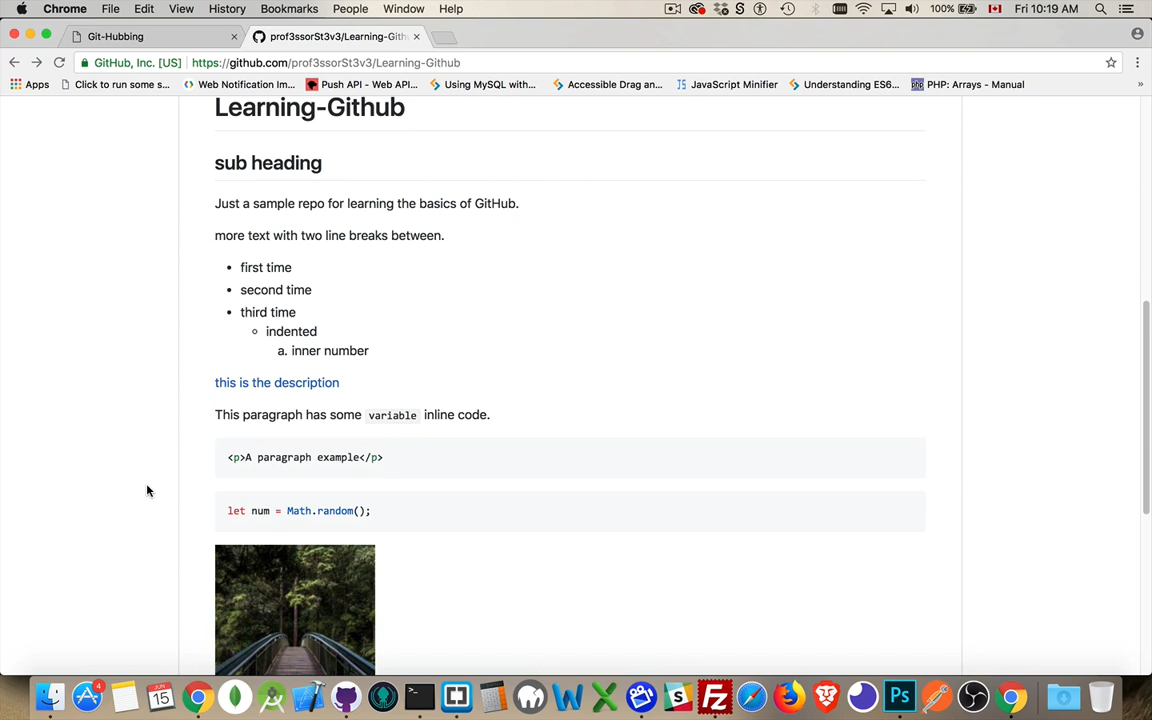 Chrome File Edit View History Bookmarks People Window Help 100% Fri 10:19 AM
Git-Hubbing prof3ssorSt3v3/Learning-Gith
GitHub, Inc. [US] https://github.com/prof3ssorSt3v3/Learning-Github
Apps Click to run some s... Web Notification Im... Push API - Web API... Using MySQL with... Accessible Drag an... JavaScript Minifier Understanding ES6... PHP: Arrays - Manual
Learning-Github
sub heading
Just a sample repo for learning the basics of GitHub.
more text with two line breaks between.
first time
second time
third time
indented
a. inner number
this is the description
This paragraph has some variable inline code.
<p>A paragraph example</p>
let num = Math.random();
4
JUN
15
Ps